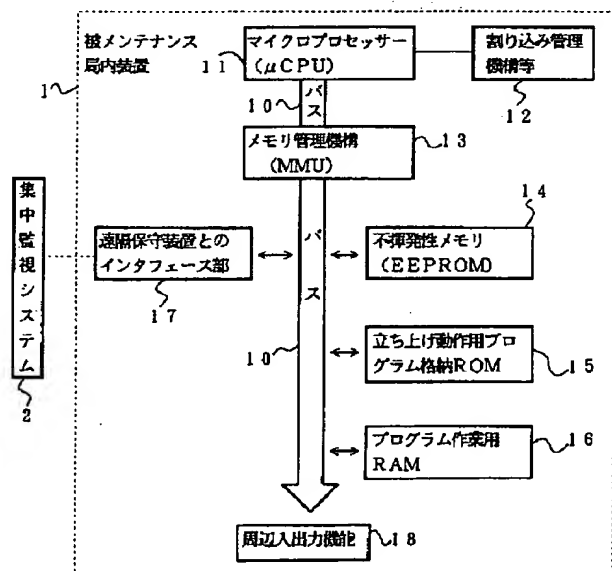 被メンテナンス
局内装置
1
マイクロプロセッサー
(μCPU)
11
割り込み管理
機構等
12
10
バス
メモリ管理機構
(MMU)
13
集中監視システム
2
遠隔保守装置との
インタフェース部
17
バス
10
不揮発性メモリ
(EEPROM)
14
立ち上げ動作用プロ
グラム格納ROM
15
プログラム作業用
RAM
16
周辺入出力機能
18